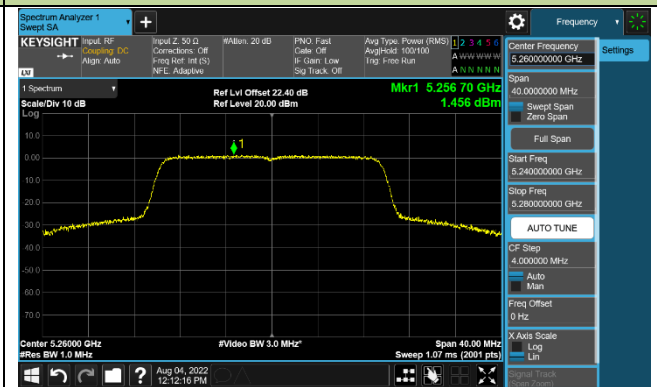 Spectrum Analyzer 1
Swept SA
Frequency
KEYSIGHT
Input: RF
Coupling: DC
Align: Auto
Input Z: 50 Ω
Corrections: Off
Freq Ref: Int (S)
NFE: Adaptive
#Atten: 20 dB
PNO: Fast
Gate: Off
IF Gain: Low
Sig Track: Off
Avg Type: Power (RMS)
Avg|Hold: 100/100
Trig: Free Run
1 2 3 4 5 6
A W W W W W
A N N N N N
LXI
1 Spectrum
Scale/Div 10 dB
Log
Ref Lvl Offset 22.40 dB
Ref Level 20.00 dBm
Mkr1 5.256 70 GHz
1.456 dBm
1
10.0
0.00
-10.0
-20.0
-30.0
-40.0
-50.0
-60.0
-70.0
Center 5.26000 GHz
#Res BW 1.0 MHz
#Video BW 3.0 MHz*
Span 40.00 MHz
Sweep 1.07 ms (2001 pts)
Aug 04, 2022
12:12:16 PM
Center Frequency
5.260000000 GHz
Settings
Span
40.0000000 MHz
Swept Span
Zero Span
Full Span
Start Freq
5.240000000 GHz
Stop Freq
5.280000000 GHz
AUTO TUNE
CF Step
4.000000 MHz
Auto
Man
Freq Offset
0 Hz
X Axis Scale
Log
Lin
Signal Track
(Span Zoom)